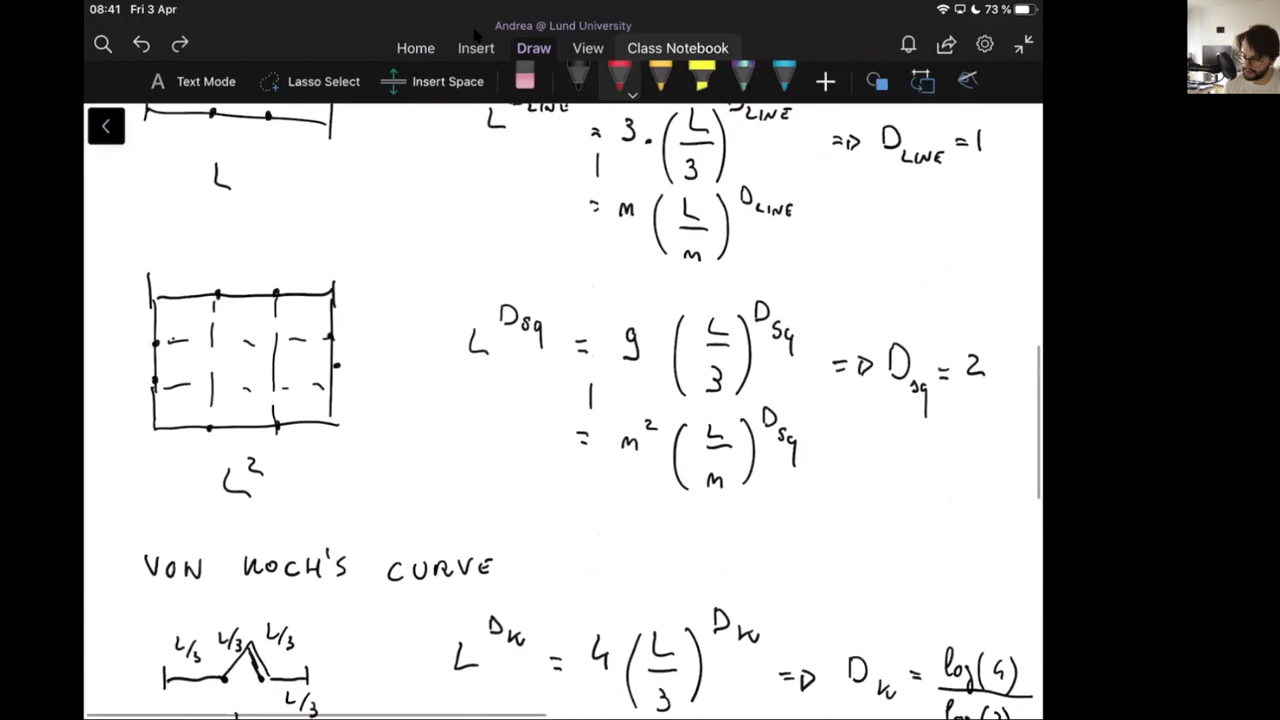 08:41 Fri 3 Apr
73 %
Andrea @ Lund University
Home Insert Draw View Class Notebook
Text Mode Lasso Select Insert Space
L
= 3 · (L/3)^D_LINE => D_LINE = 1
= m (L/m)^D_LINE
L
L^D_sq = 9 (L/3)^D_sq => D_sq = 2
= m^2 (L/m)^D_sq
L^2
VON KOCH'S CURVE
L/3 L/3 L/3
L/3
L^D_K = 4 (L/3)^D_K => D_K = log(4)